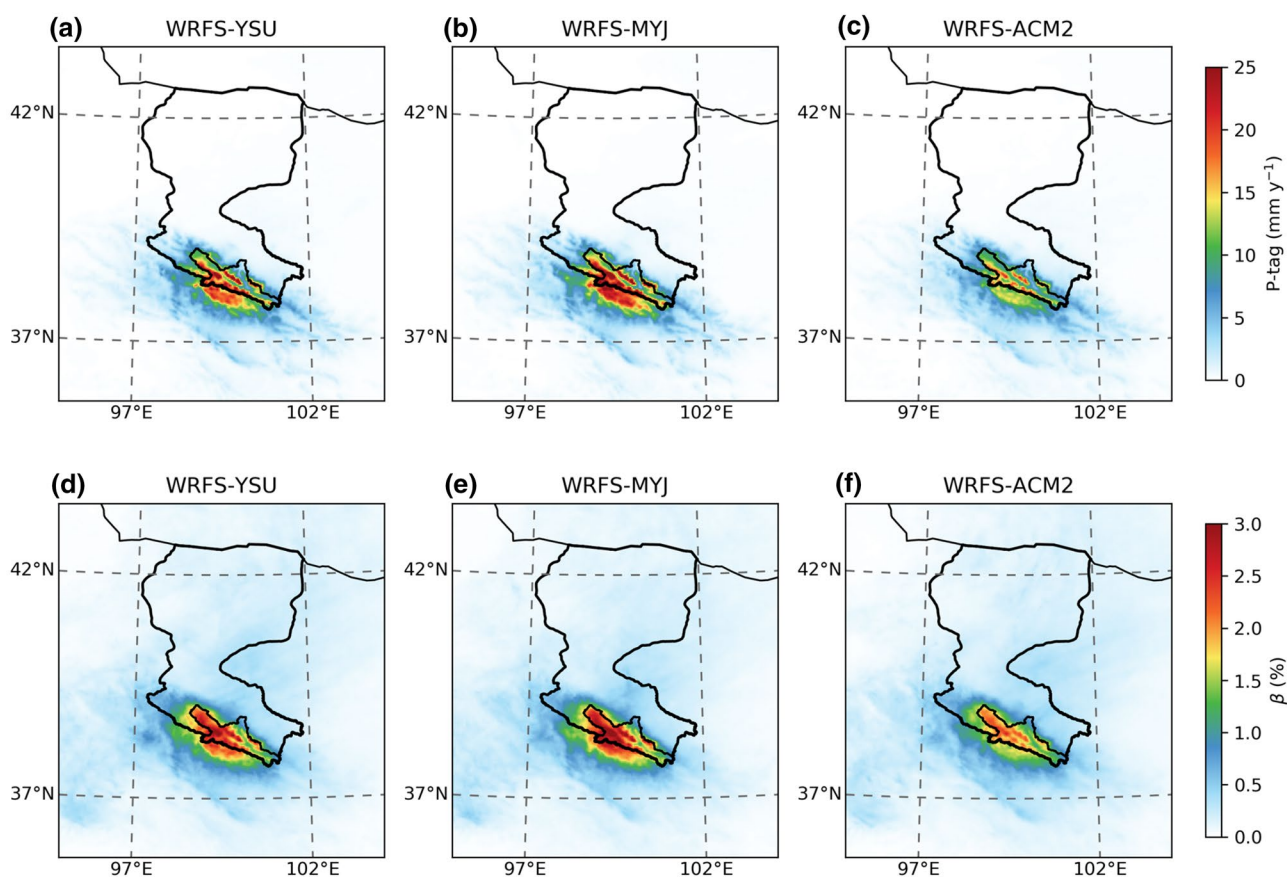 (a) WRFS-YSU
(b) WRFS-MYJ
(c) WRFS-ACM2
42°N
37°N
97°E 102°E
42°N
37°N
97°E 102°E
42°N
37°N
97°E 102°E
25
20
15
10
5
0
P-tag (mm y⁻¹)
(d) WRFS-YSU
(e) WRFS-MYJ
(f) WRFS-ACM2
42°N
37°N
97°E 102°E
42°N
37°N
97°E 102°E
42°N
37°N
97°E 102°E
3.0
2.5
2.0
1.5
1.0
0.5
0.0
β (%)